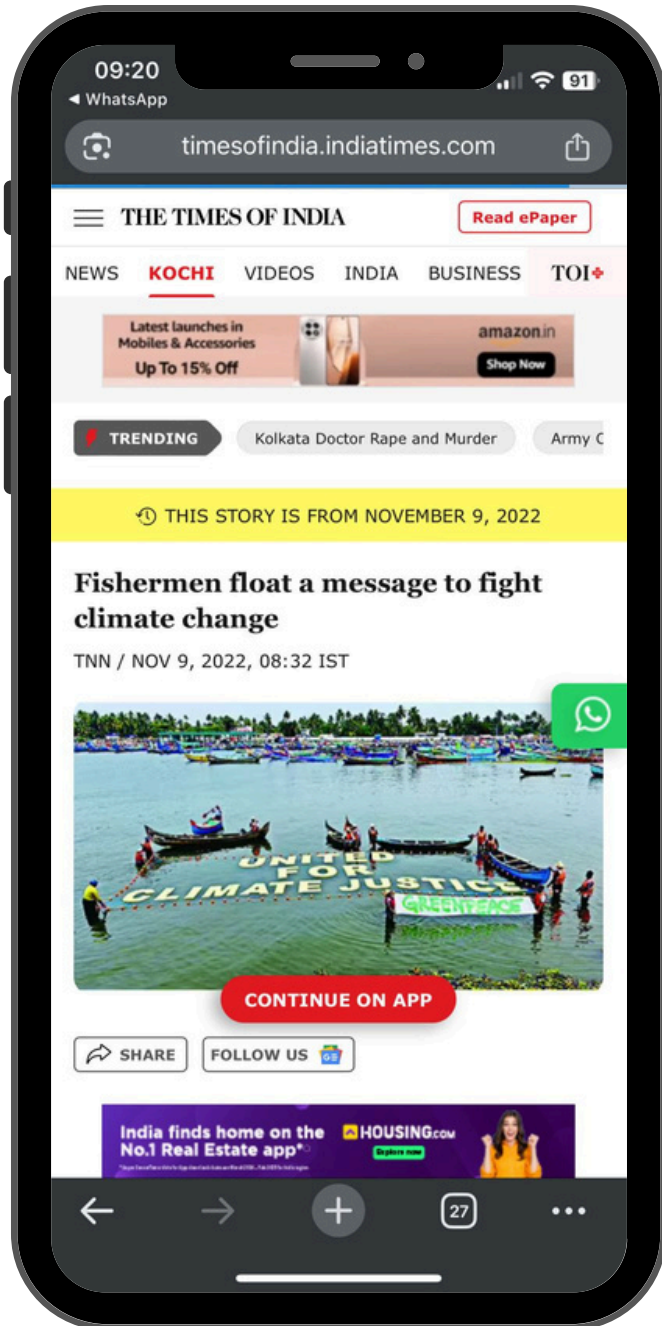 09:20
91
◀ WhatsApp
timesofindia.indiatimes.com
THE TIMES OF INDIA
Read ePaper
NEWS KOCHI VIDEOS INDIA BUSINESS TOI+
Latest launches in
Mobiles & Accessories
Up To 15% Off
amazon.in
Shop Now
TRENDING Kolkata Doctor Rape and Murder Army C
THIS STORY IS FROM NOVEMBER 9, 2022
Fishermen float a message to fight
climate change
TNN / NOV 9, 2022, 08:32 IST
UNITED
FOR
CLIMATE JUSTICE
GREENPEACE
CONTINUE ON APP
SHARE FOLLOW US
India finds home on the
No.1 Real Estate app*
HOUSING.COM
Explore now
27